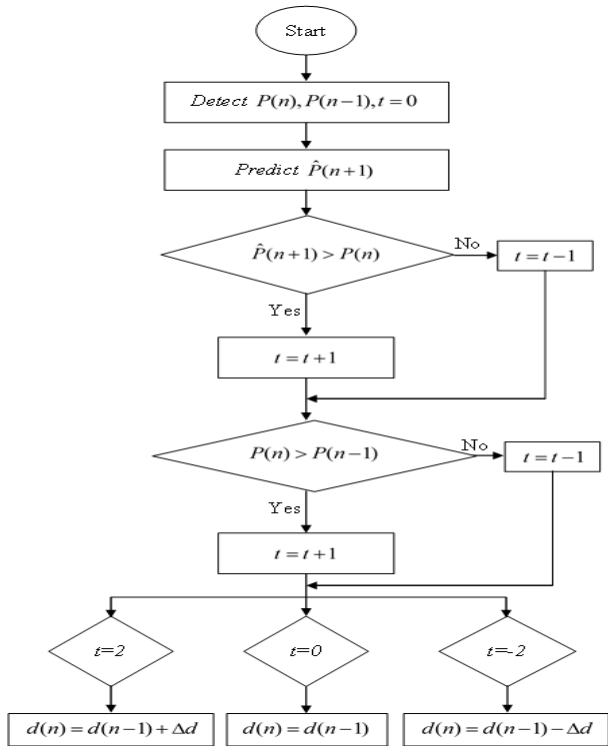 Start
Detect P(n), P(n−1), t = 0
Predict P̂(n+1)
P̂(n+1) > P(n)
No
t = t−1
Yes
t = t+1
P(n) > P(n−1)
No
t = t−1
Yes
t = t+1
t=2
t=0
t=-2
d(n) = d(n−1) + Δd
d(n) = d(n−1)
d(n) = d(n−1) − Δd